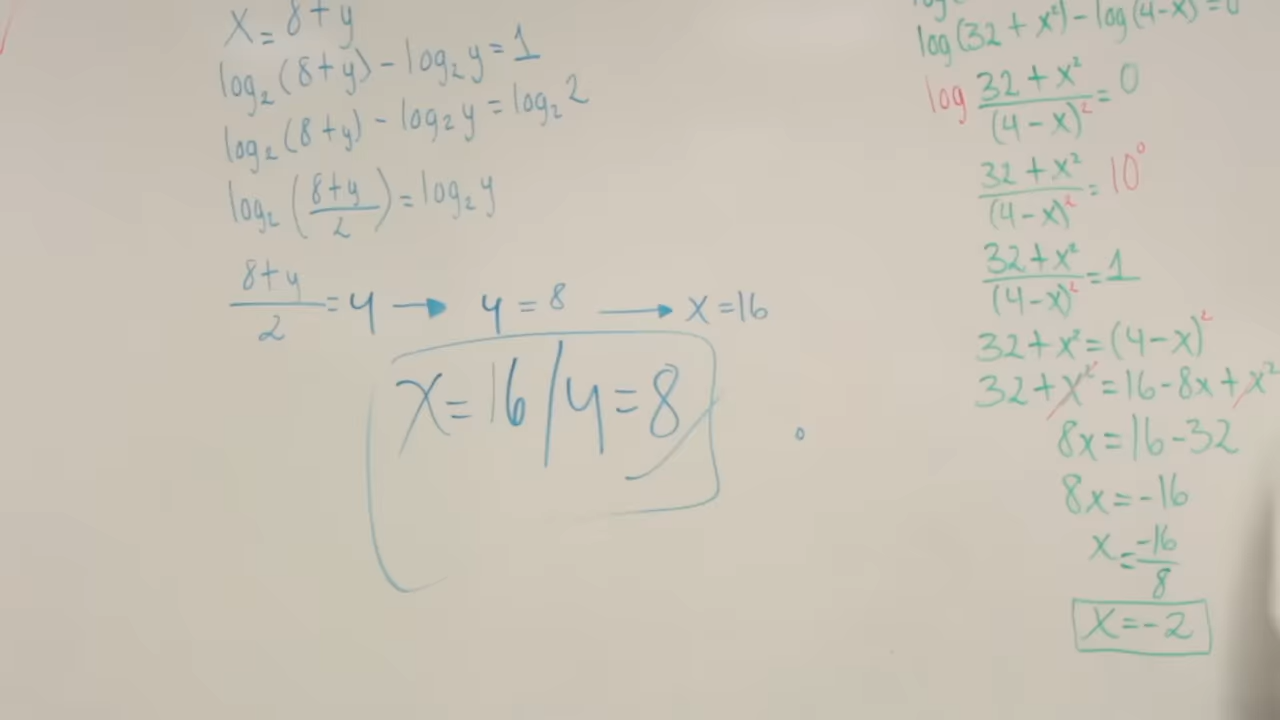 x = 8+y
log₂(8+y) - log₂y = 1
log₂(8+y) - log₂y = log₂2
log₂((8+y)/2) = log₂y
(8+y)/2 = y → y = 8 → x = 16
x = 16 / y = 8
log(32 + x²) - log(4-x) = 0
log (32 + x²)/(4 - x)² = 0
(32 + x²)/(4-x)² = 10⁰
(32+x²)/(4-x)² = 1
32+x² = (4-x)²
32+x² = 16-8x+x²
8x = 16-32
8x = -16
x = -16/8
x = -2